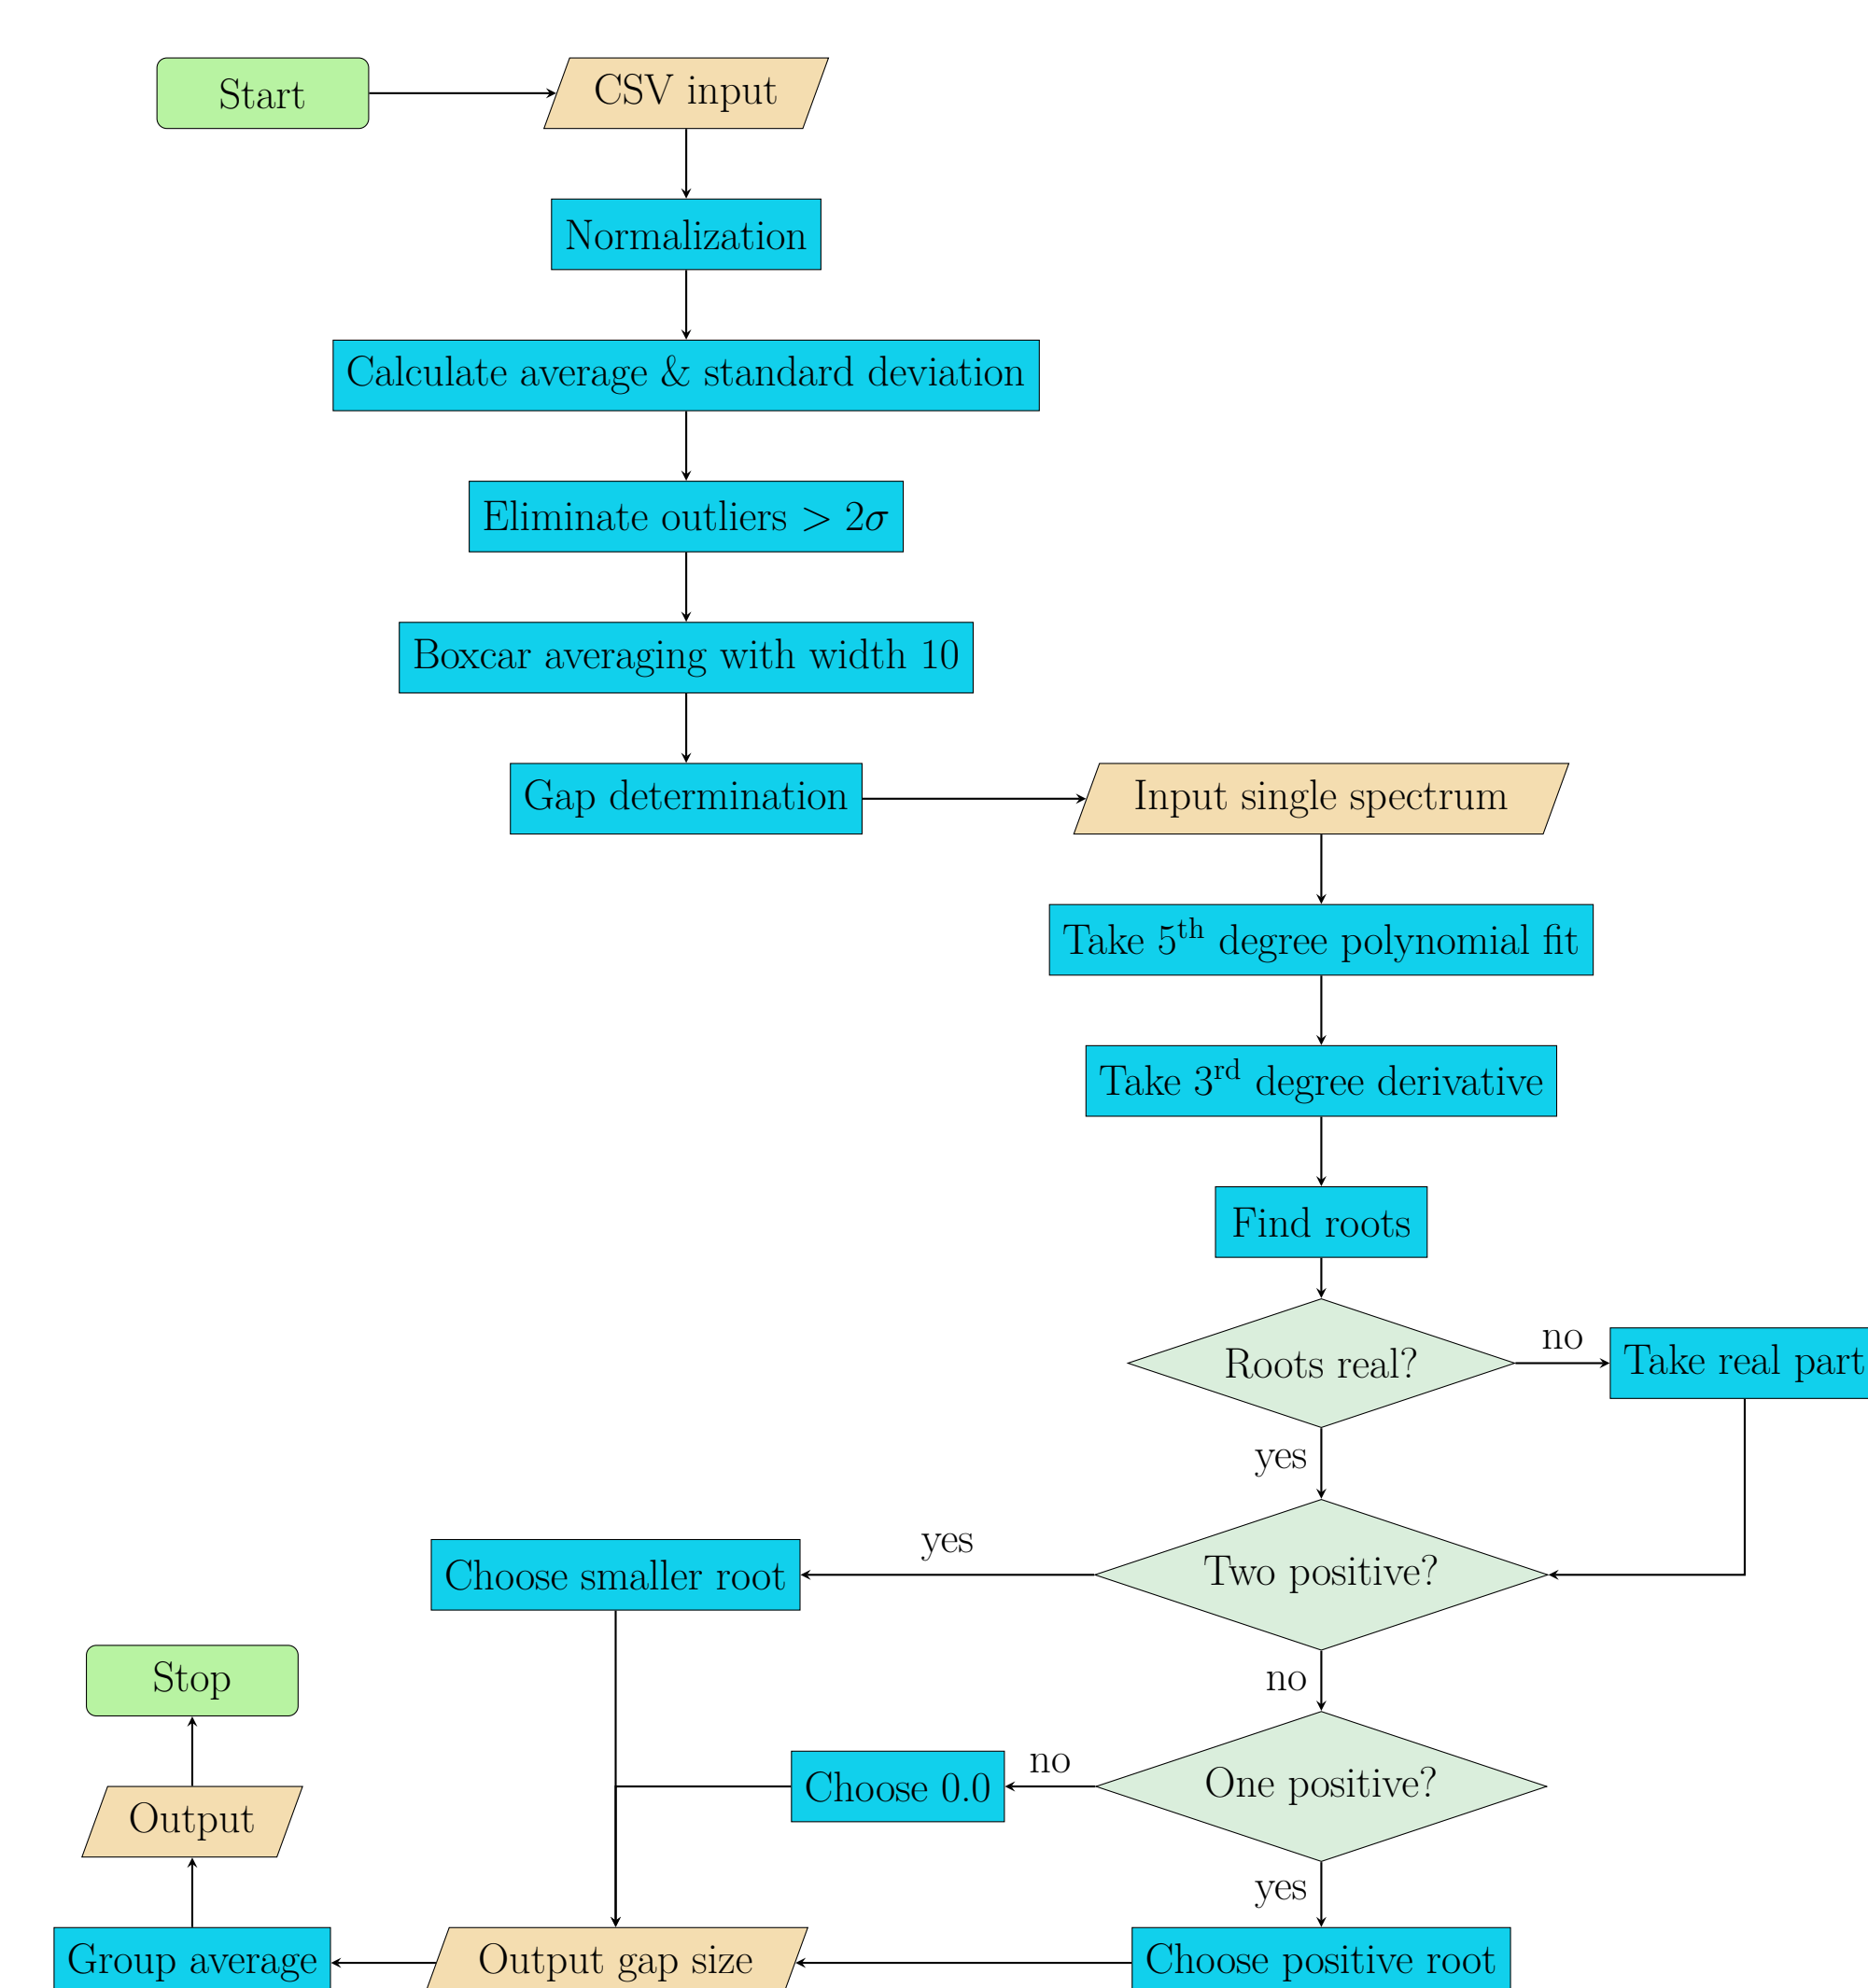 Start
CSV input
Normalization
Calculate average & standard deviation
Eliminate outliers > 2σ
Boxcar averaging with width 10
Gap determination
Input single spectrum
Take 5th degree polynomial fit
Take 3rd degree derivative
Find roots
Roots real?
no
Take real part
yes
Two positive?
yes
Choose smaller root
no
One positive?
no
Choose 0.0
yes
Choose positive root
Output gap size
Group average
Output
Stop